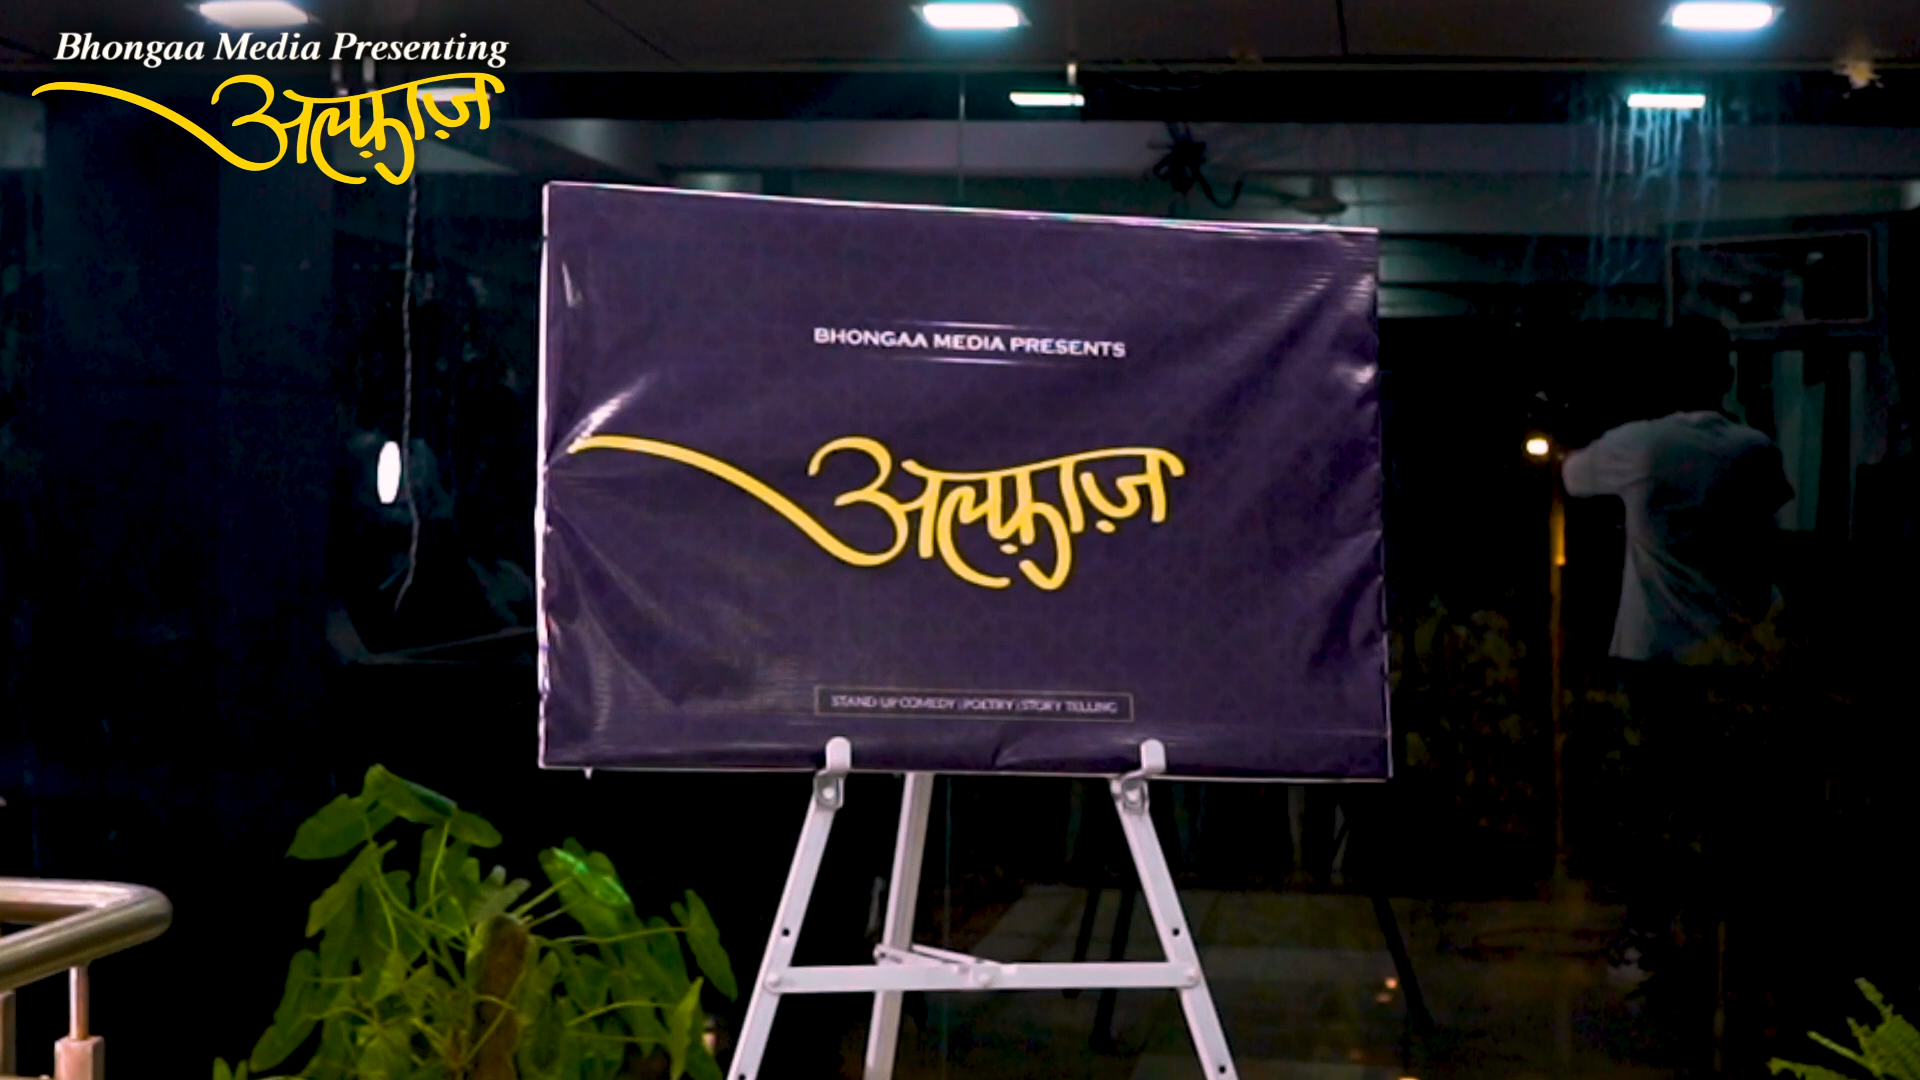 Bhongaa Media Presenting
अल्फ़ाज़
BHONGAA MEDIA PRESENTS
अल्फ़ाज़
STAND UP COMEDY | POETRY | STORY TELLING